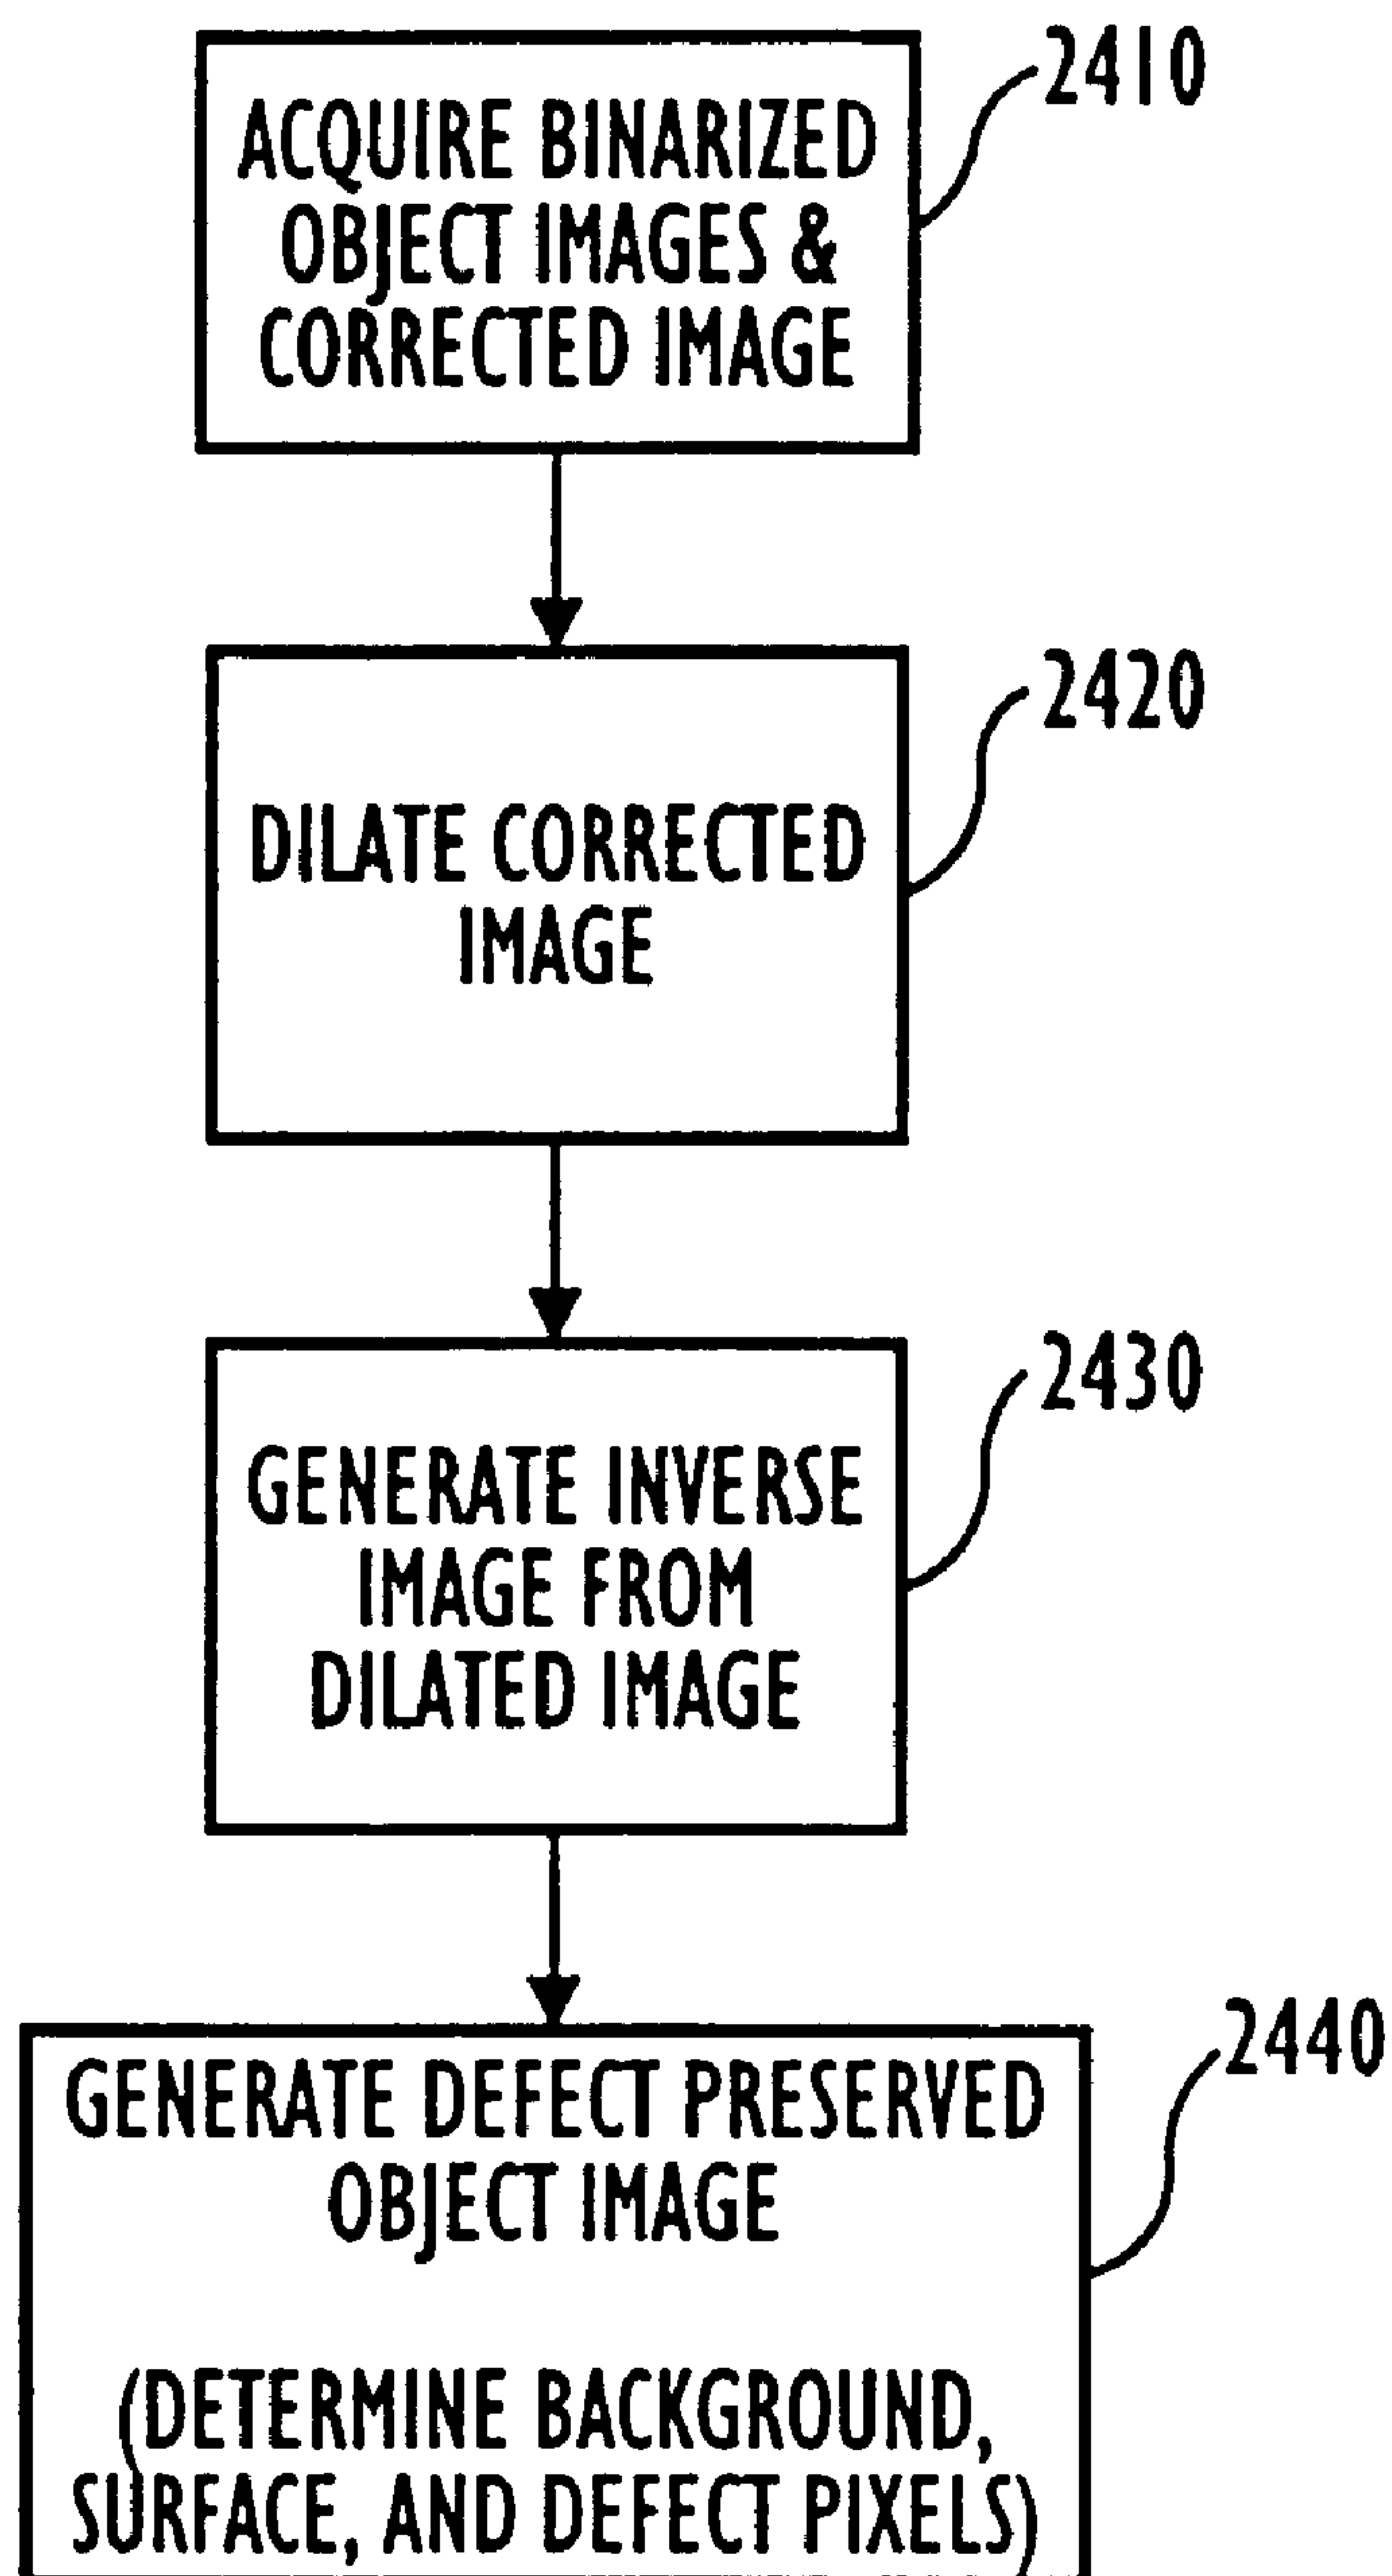 2410
ACQUIRE BINARIZED
OBJECT IMAGES &
CORRECTED IMAGE
2420
DILATE CORRECTED
IMAGE
2430
GENERATE INVERSE
IMAGE FROM
DILATED IMAGE
2440
GENERATE DEFECT PRESERVED
OBJECT IMAGE
(DETERMINE BACKGROUND,
SURFACE, AND DEFECT PIXELS)